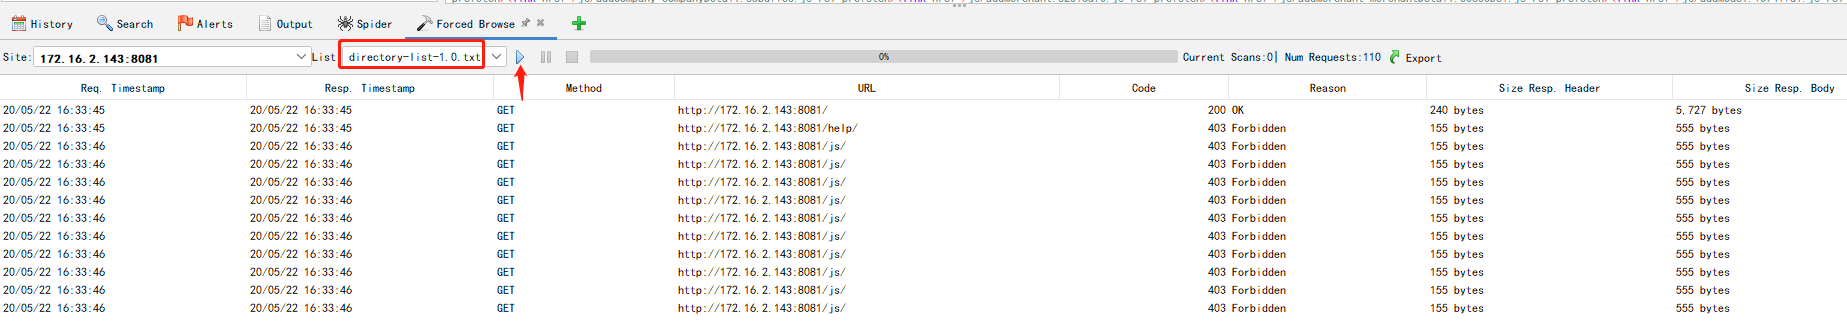 History Search Alerts Output Spider Forced Browse
Site: 172.16.2.143:8081 List directory-list-1.0.txt 0% Current Scans:0| Num Requests:110 Export
Req. Timestamp Resp. Timestamp Method URL Code Reason Size Resp. Header Size Resp. Body
20/05/22 16:33:45 20/05/22 16:33:45 GET http://172.16.2.143:8081/ 200 OK 240 bytes 5,727 bytes
20/05/22 16:33:45 20/05/22 16:33:45 GET http://172.16.2.143:8081/help/ 403 Forbidden 155 bytes 555 bytes
20/05/22 16:33:46 20/05/22 16:33:46 GET http://172.16.2.143:8081/js/ 403 Forbidden 155 bytes 555 bytes
20/05/22 16:33:46 20/05/22 16:33:46 GET http://172.16.2.143:8081/js/ 403 Forbidden 155 bytes 555 bytes
20/05/22 16:33:46 20/05/22 16:33:46 GET http://172.16.2.143:8081/js/ 403 Forbidden 155 bytes 555 bytes
20/05/22 16:33:46 20/05/22 16:33:46 GET http://172.16.2.143:8081/js/ 403 Forbidden 155 bytes 555 bytes
20/05/22 16:33:46 20/05/22 16:33:46 GET http://172.16.2.143:8081/js/ 403 Forbidden 155 bytes 555 bytes
20/05/22 16:33:46 20/05/22 16:33:46 GET http://172.16.2.143:8081/js/ 403 Forbidden 155 bytes 555 bytes
20/05/22 16:33:46 20/05/22 16:33:46 GET http://172.16.2.143:8081/js/ 403 Forbidden 155 bytes 555 bytes
20/05/22 16:33:46 20/05/22 16:33:46 GET http://172.16.2.143:8081/js/ 403 Forbidden 155 bytes 555 bytes
20/05/22 16:33:46 20/05/22 16:33:46 GET http://172.16.2.143:8081/js/ 403 Forbidden 155 bytes 555 bytes
20/05/22 16:33:46 20/05/22 16:33:46 GET http://172.16.2.143:8081/js/ 403 Forbidden 155 bytes 555 bytes